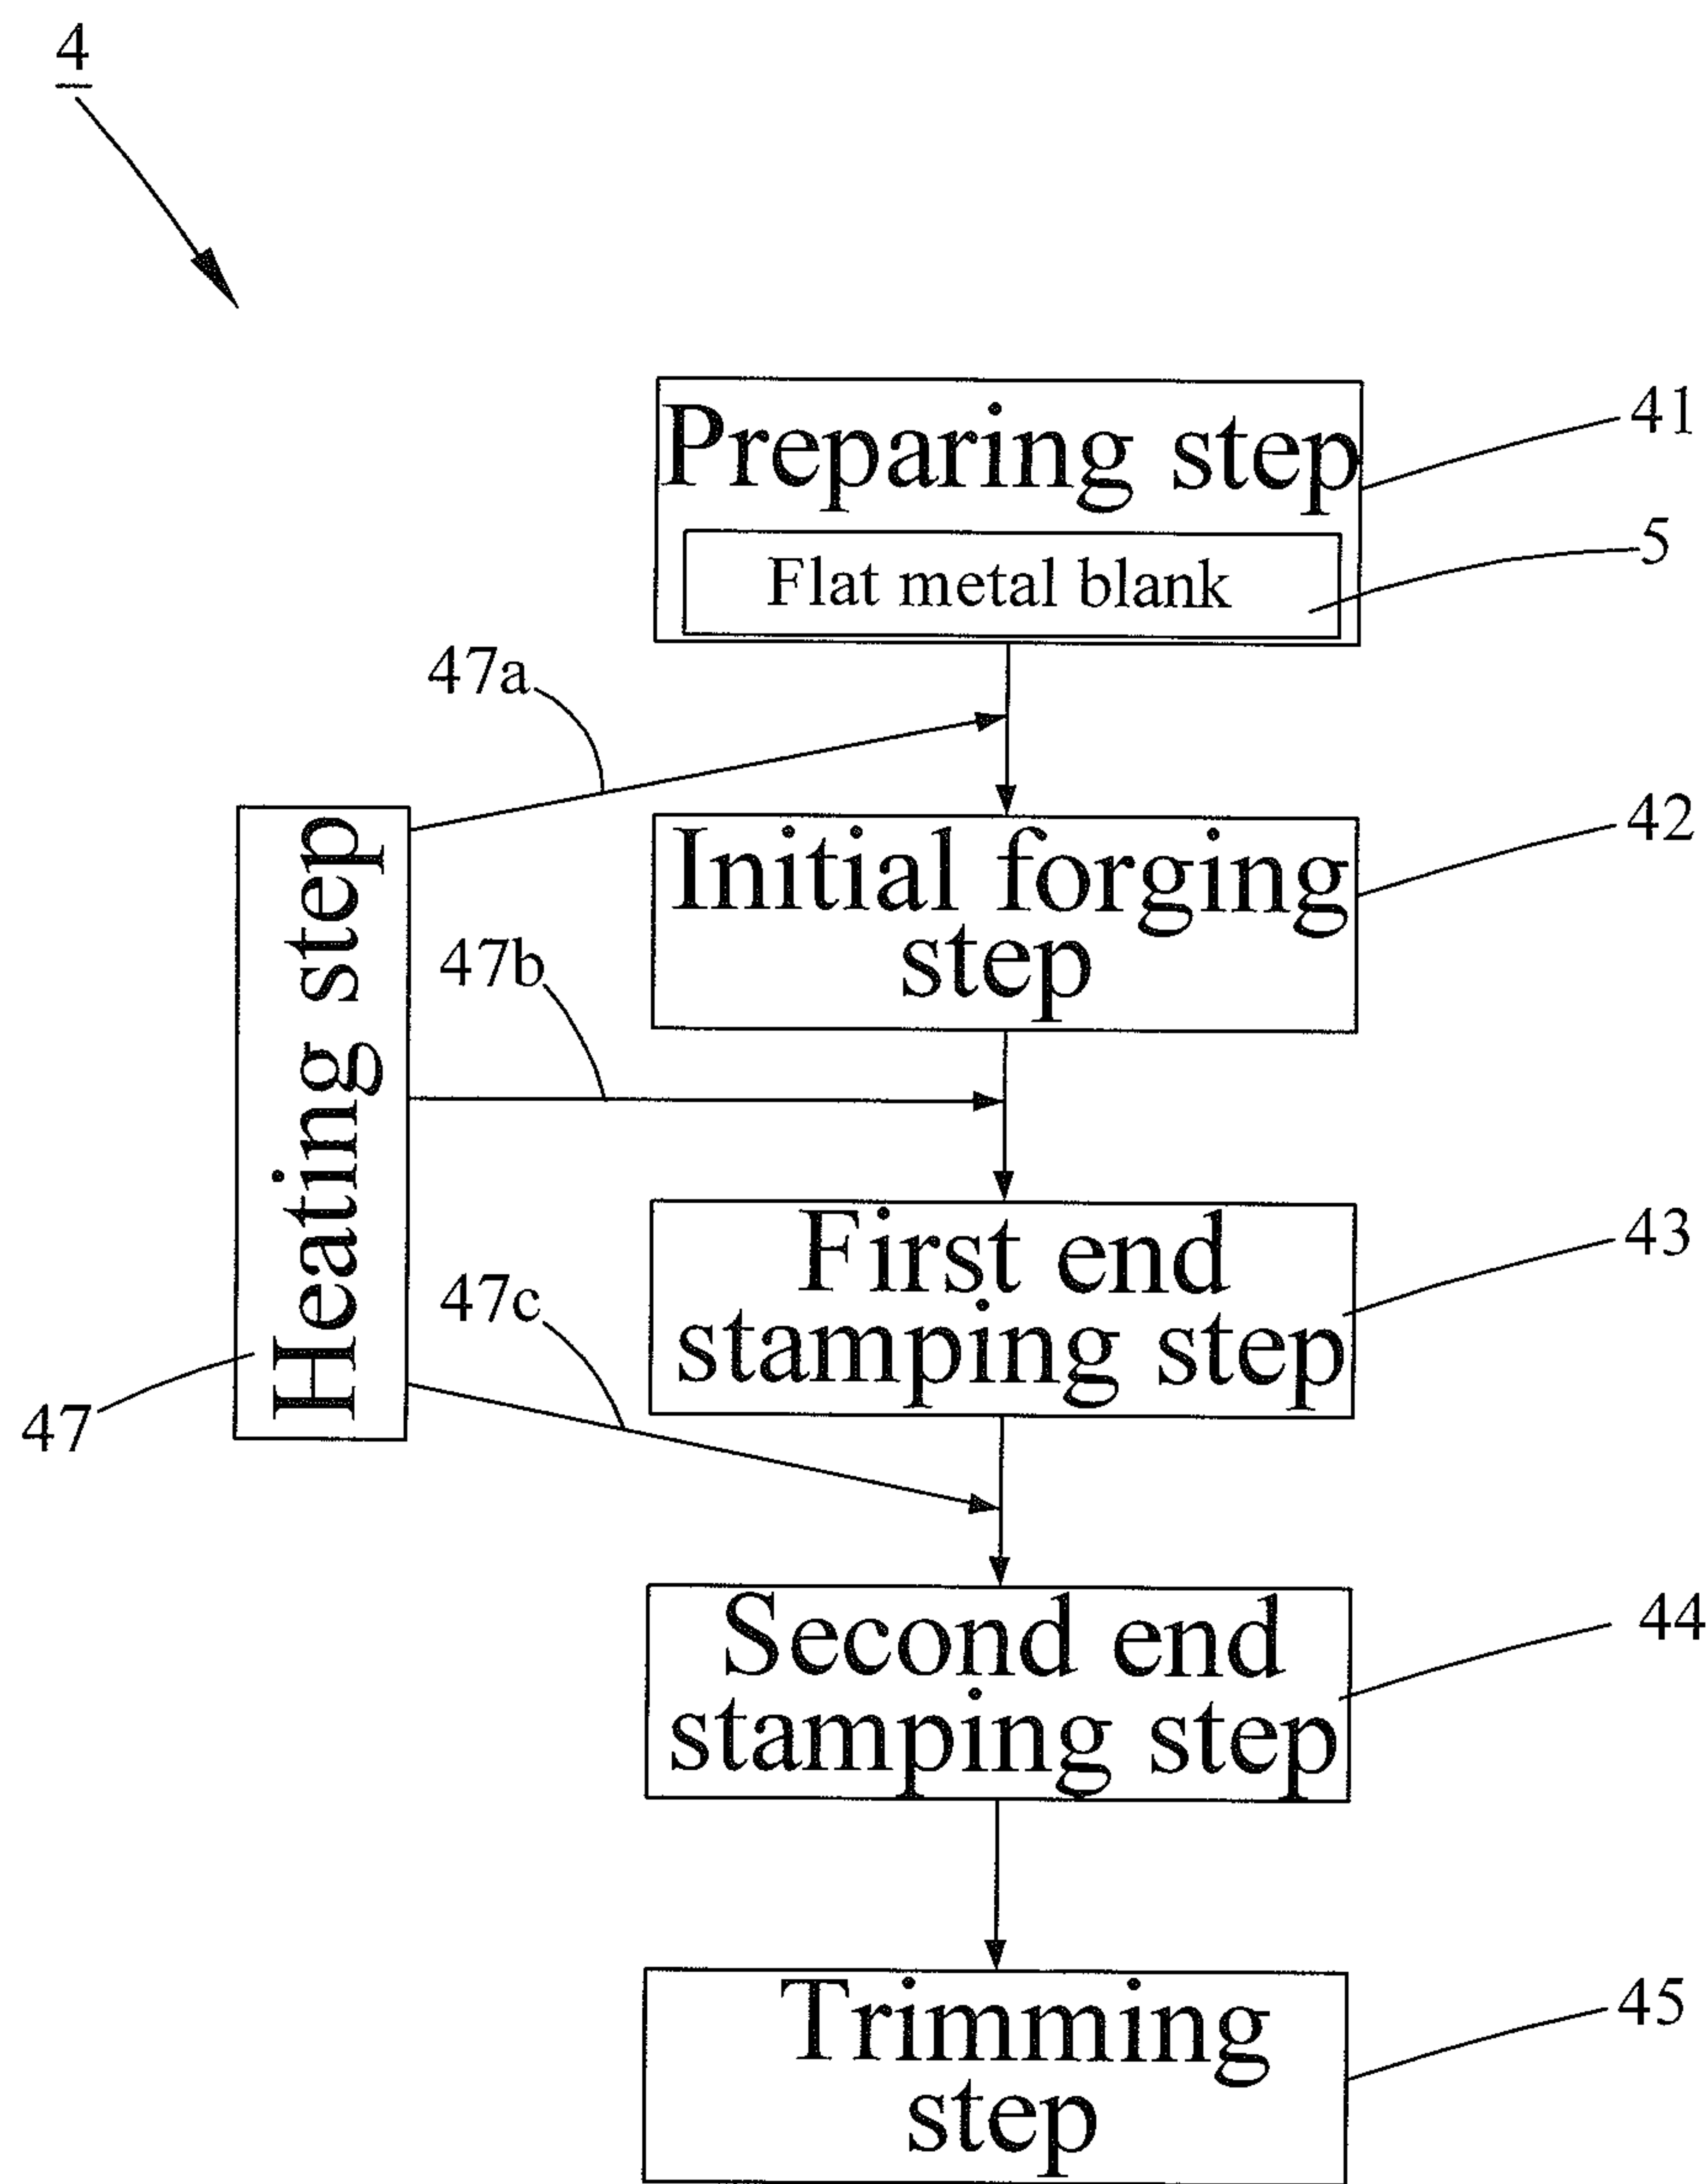 4
Preparing step
41
Flat metal blank
5
47a
Initial forging
step
42
47b
Heating step
47
First end
stamping step
43
47c
Second end
stamping step
44
Trimming
step
45